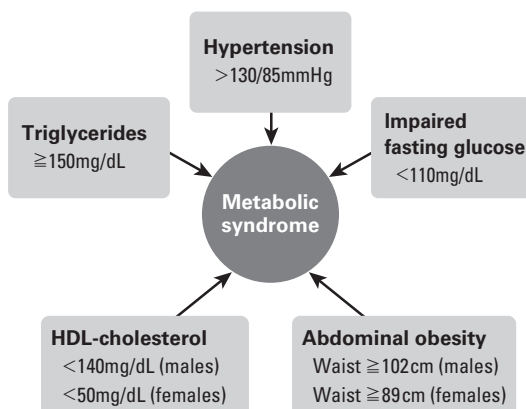 Hypertension
>130/85mmHg
Triglycerides
≧150mg/dL
Impaired
fasting glucose
<110mg/dL
Metabolic
syndrome
HDL-cholesterol
<140mg/dL (males)
<50mg/dL (females)
Abdominal obesity
Waist ≧102cm (males)
Waist ≧89cm (females)